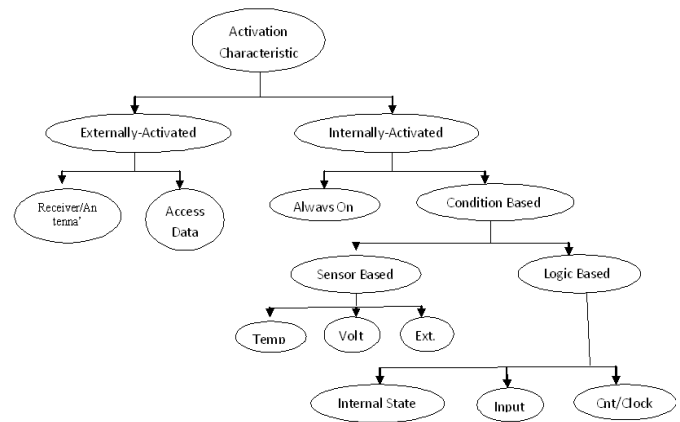 Activation
Characteristic
Externally-Activated
Internally-Activated
Receiver/An
tenna'
Access
Data
Always On
Condition Based
Sensor Based
Logic Based
Temp
Volt
Ext.
Internal State
Input
Cnt/Clock